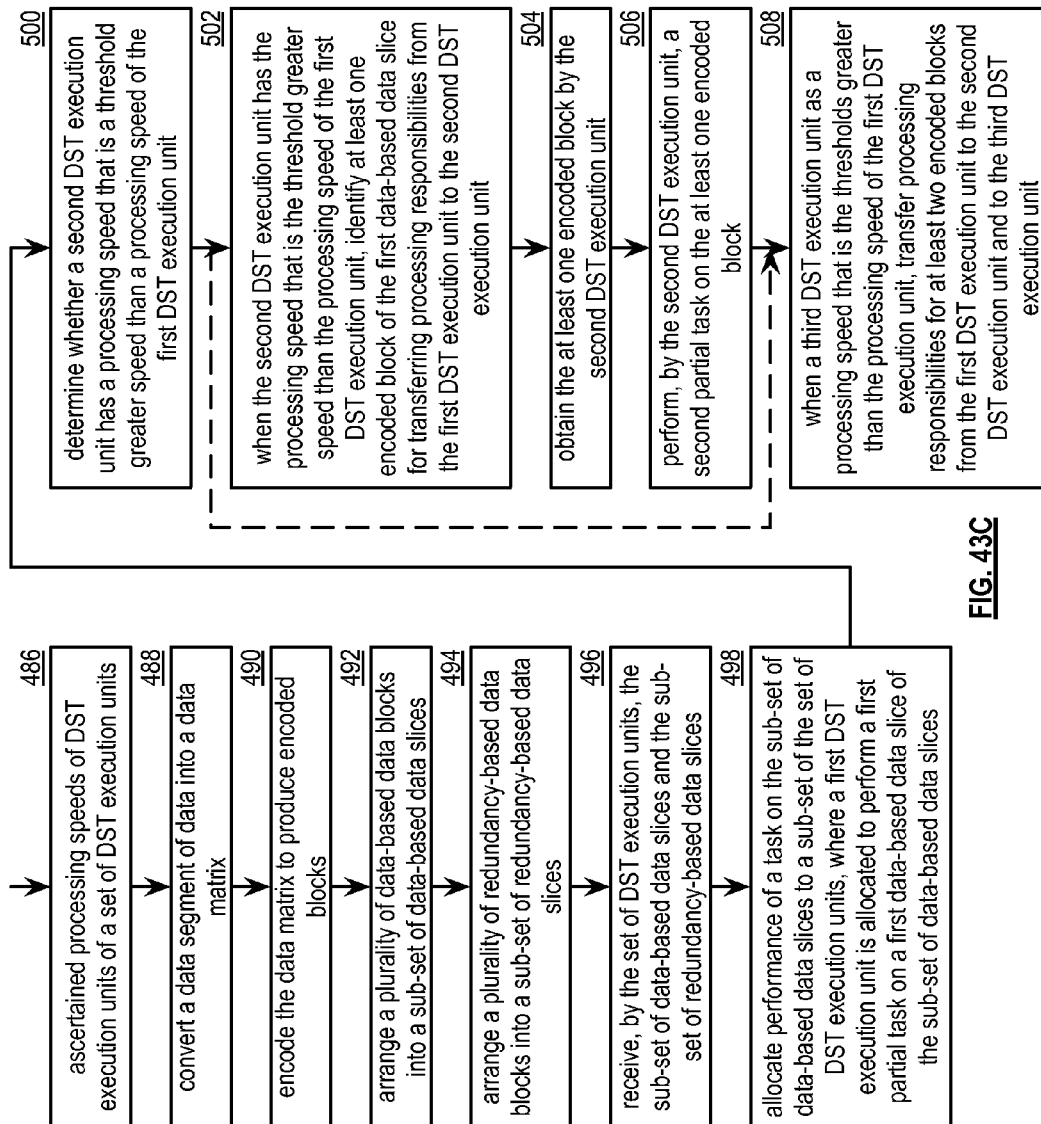 486
ascertained processing speeds of DST
execution units of a set of DST execution units
488
convert a data segment of data into a data
matrix
490
encode the data matrix to produce encoded
blocks
492
arrange a plurality of data-based data blocks
into a sub-set of data-based data slices
494
arrange a plurality of redundancy-based data
blocks into a sub-set of redundancy-based data
slices
496
receive, by the set of DST execution units, the
sub-set of data-based data slices and the sub-
set of redundancy-based data slices
498
allocate performance of a task on the sub-set of
data-based data slices to a sub-set of the set of
DST execution units, where a first DST
execution unit is allocated to perform a first
partial task on a first data-based data slice of
the sub-set of data-based data slices
500
determine whether a second DST execution
unit has a processing speed that is a threshold
greater speed than a processing speed of the
first DST execution unit
502
when the second DST execution unit has the
processing speed that is the threshold greater
speed than the processing speed of the first
DST execution unit, identify at least one
encoded block of the first data-based data slice
for transferring processing responsibilities from
the first DST execution unit to the second DST
execution unit
504
obtain the at least one encoded block by the
second DST execution unit
506
perform, by the second DST execution unit, a
second partial task on the at least one encoded
block
508
when a third DST execution unit as a
processing speed that is the thresholds greater
than the processing speed of the first DST
execution unit, transfer processing
responsibilities for at least two encoded blocks
from the first DST execution unit to the second
DST execution unit and to the third DST
execution unit
FIG. 43C